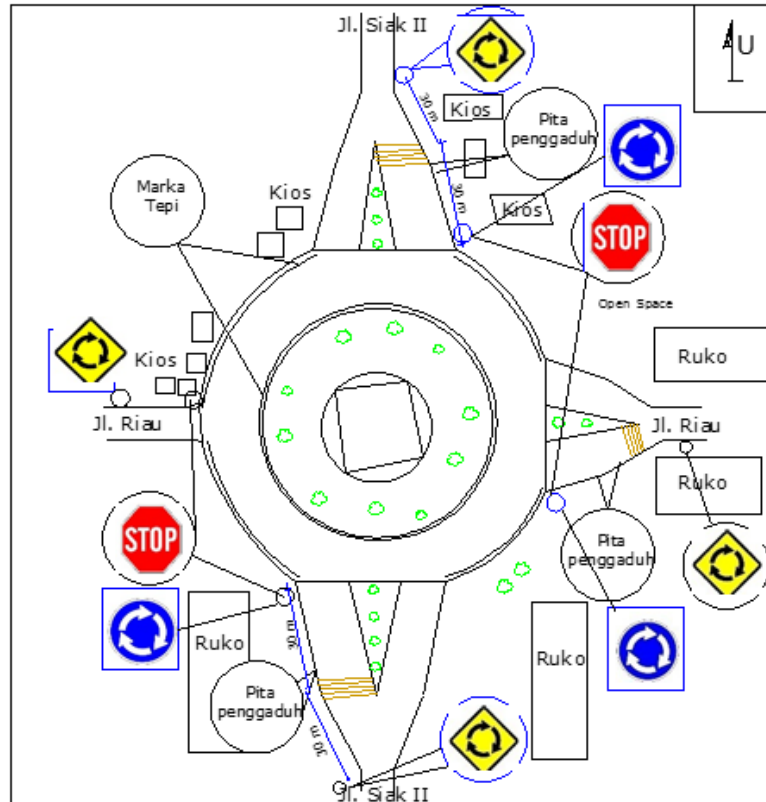 Jl. Siak II
U
30 m
Kios
Pita
penggaduh
Marka
Tepi
Kios
Kios
STOP
Open Space
Ruko
Kios
Jl. Riau
Jl. Riau
Ruko
STOP
Pita
penggaduh
Ruko
Ruko
Pita
penggaduh
30 m
Jl. Siak II